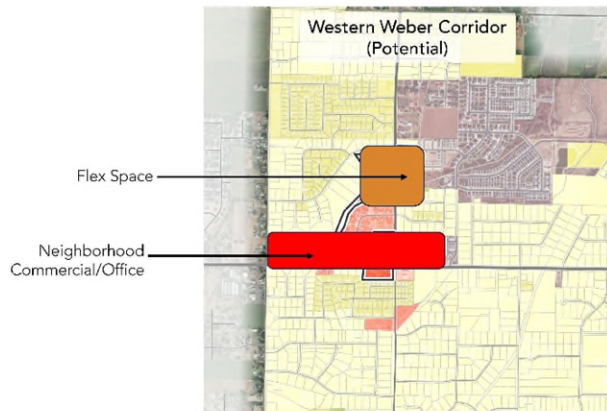 Western Weber Corridor
(Potential)
Flex Space
Neighborhood
Commercial/Office